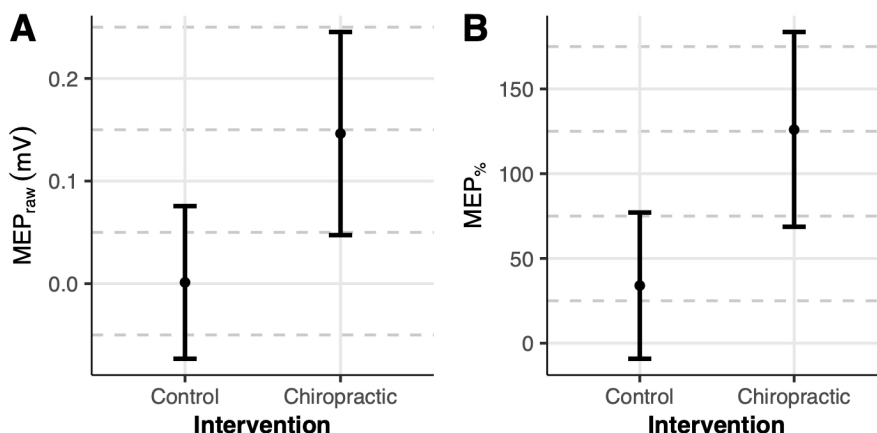 A
MEPraw (mV)
0.2
0.1
0.0
Control
Chiropractic
Intervention
B
MEP%
150
100
50
0
Control
Chiropractic
Intervention